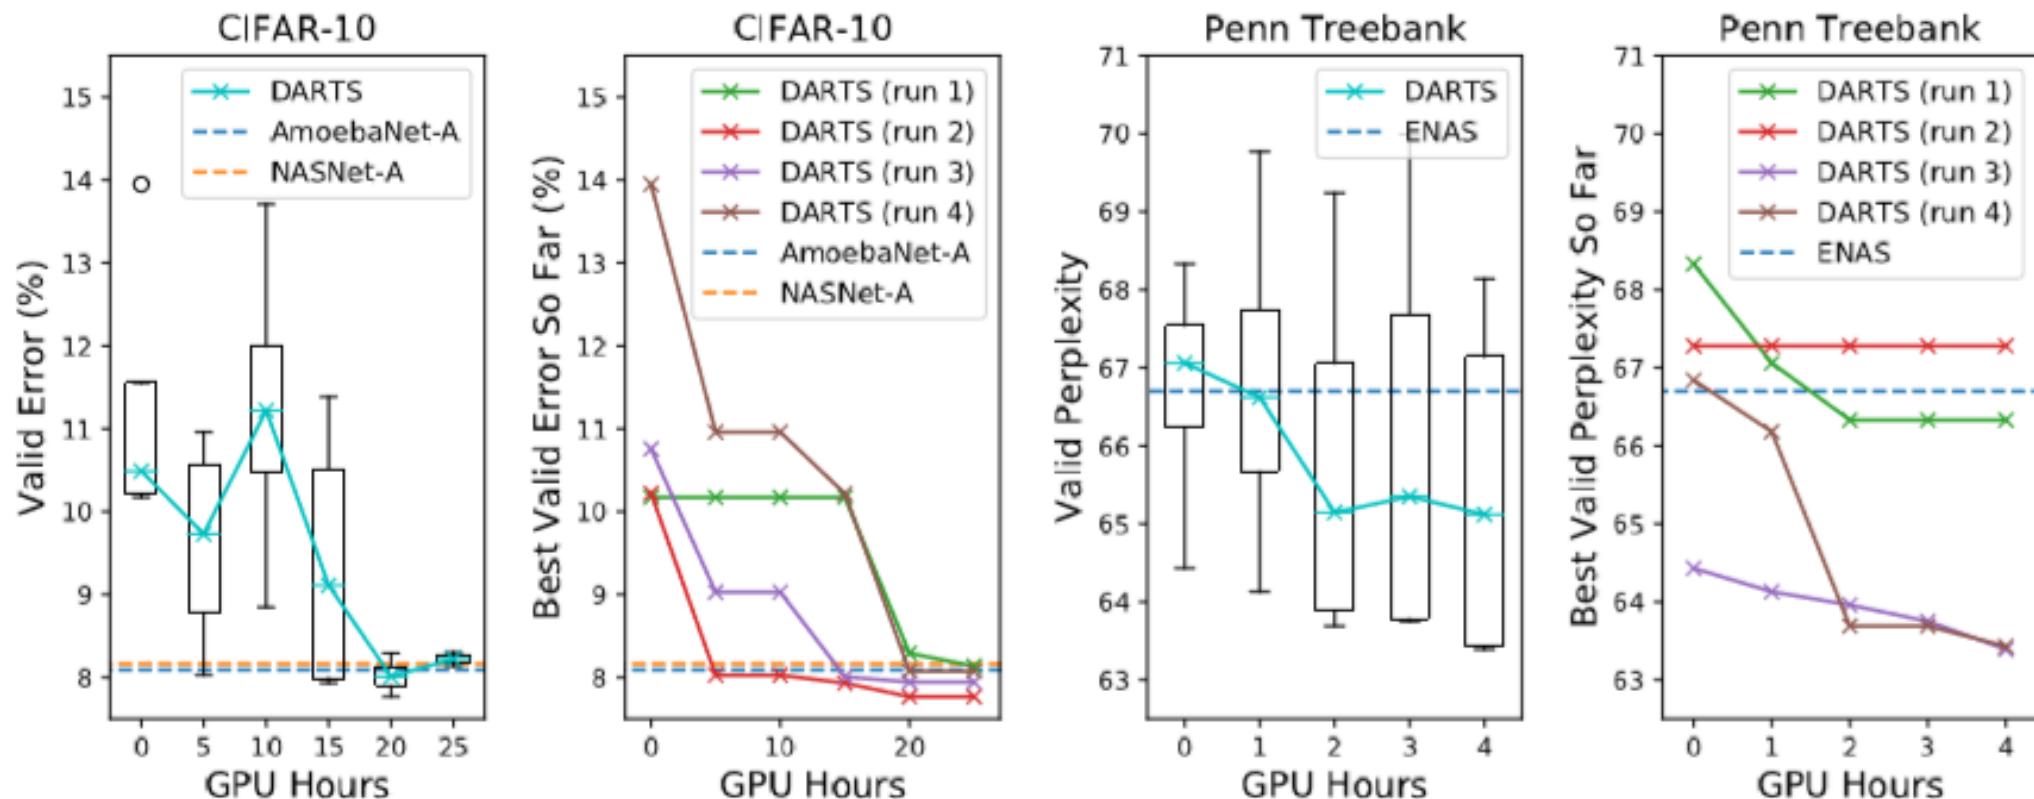 CIFAR-10
Valid Error (%)
15
14
13
12
11
10
9
8
DARTS
AmoebaNet-A
NASNet-A
0 5 10 15 20 25
GPU Hours
CIFAR-10
Best Valid Error So Far (%)
15
14
13
12
11
10
9
8
DARTS (run 1)
DARTS (run 2)
DARTS (run 3)
DARTS (run 4)
AmoebaNet-A
NASNet-A
0 10 20
GPU Hours
Penn Treebank
Valid Perplexity
71
70
69
68
67
66
65
64
63
DARTS
ENAS
0 1 2 3 4
GPU Hours
Penn Treebank
Best Valid Perplexity So Far
71
70
69
68
67
66
65
64
63
DARTS (run 1)
DARTS (run 2)
DARTS (run 3)
DARTS (run 4)
ENAS
0 1 2 3 4
GPU Hours